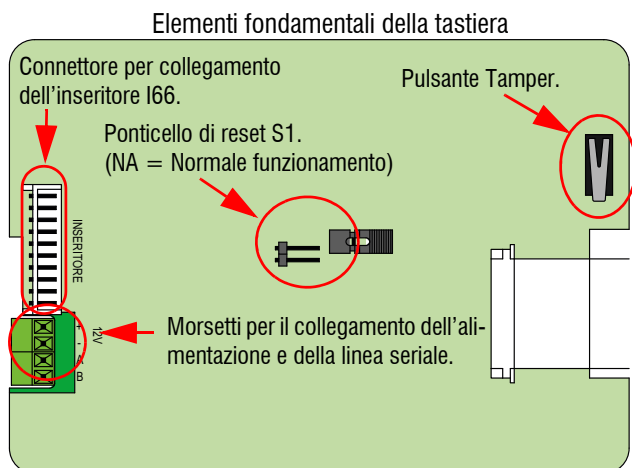 Elementi fondamentali della tastiera
Connettore per collegamento
dell'inseritore I66.
Pulsante Tamper.
Ponticello di reset S1.
(NA = Normale funzionamento)
INSERITORE
12V
+
-
A
B
Morsetti per il collegamento dell'ali-
mentazione e della linea seriale.